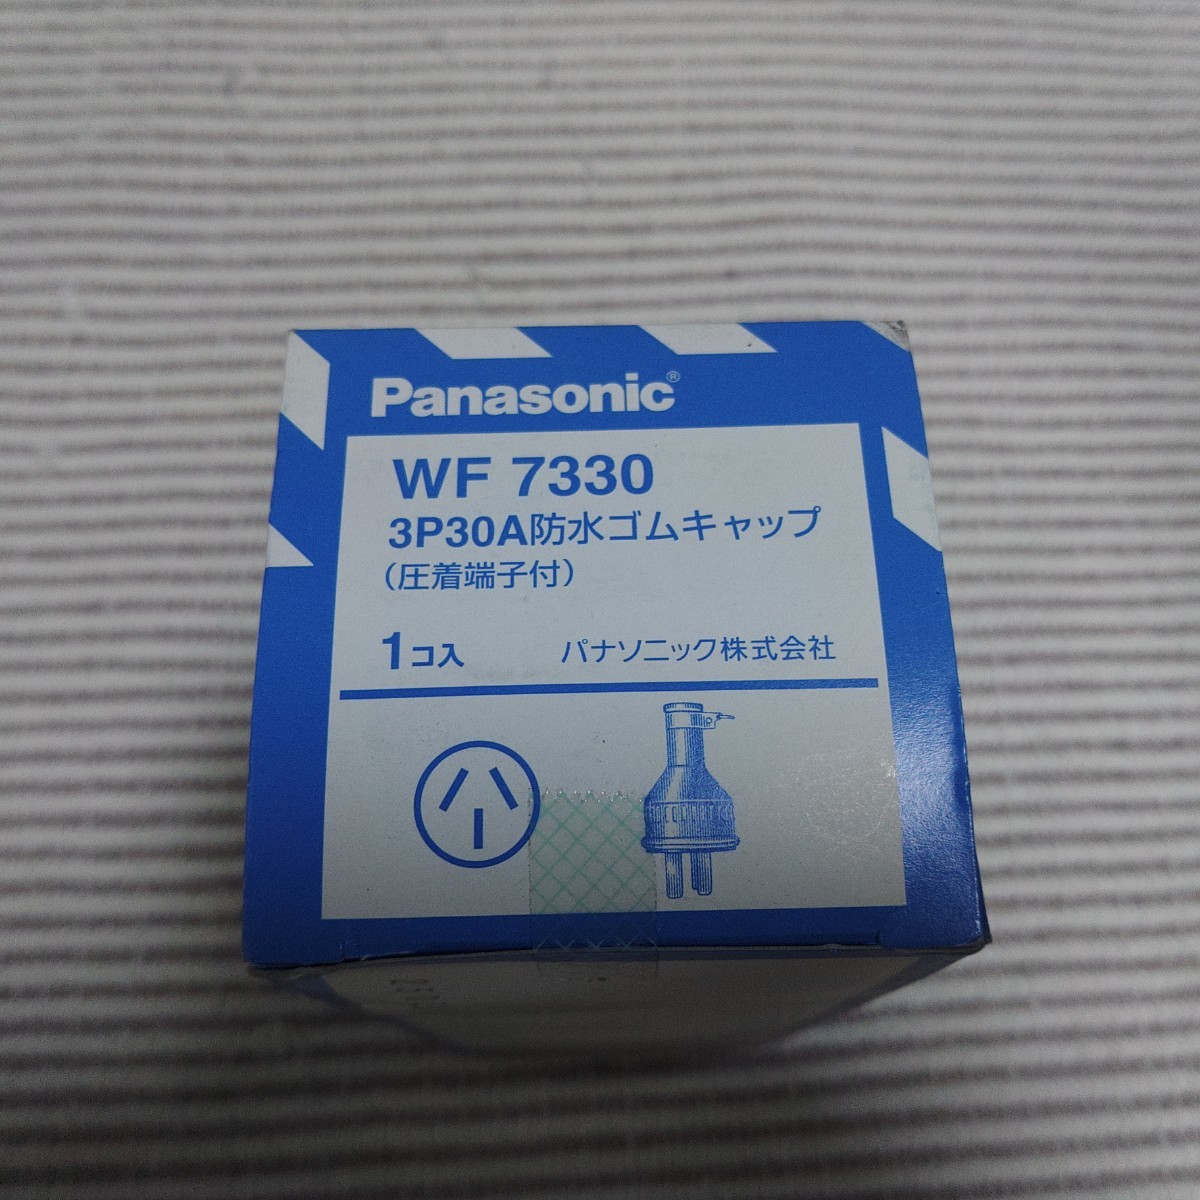 Panasonic®
WF 7330
3P30A防水ゴムキャップ
(圧着端子付)
1コ入 パナソニック株式会社